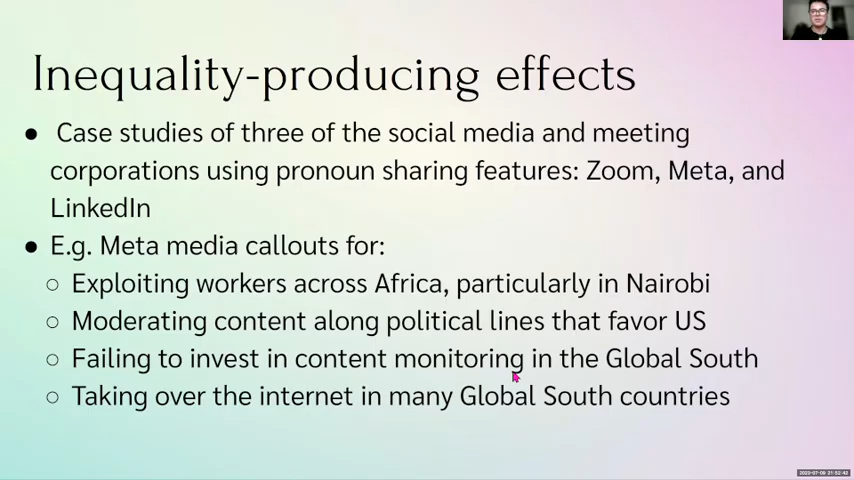 Inequality-producing effects
● Case studies of three of the social media and meeting
corporations using pronoun sharing features: Zoom, Meta, and
LinkedIn
● E.g. Meta media callouts for:
○ Exploiting workers across Africa, particularly in Nairobi
○ Moderating content along political lines that favor US
○ Failing to invest in content monitoring in the Global South
○ Taking over the internet in many Global South countries